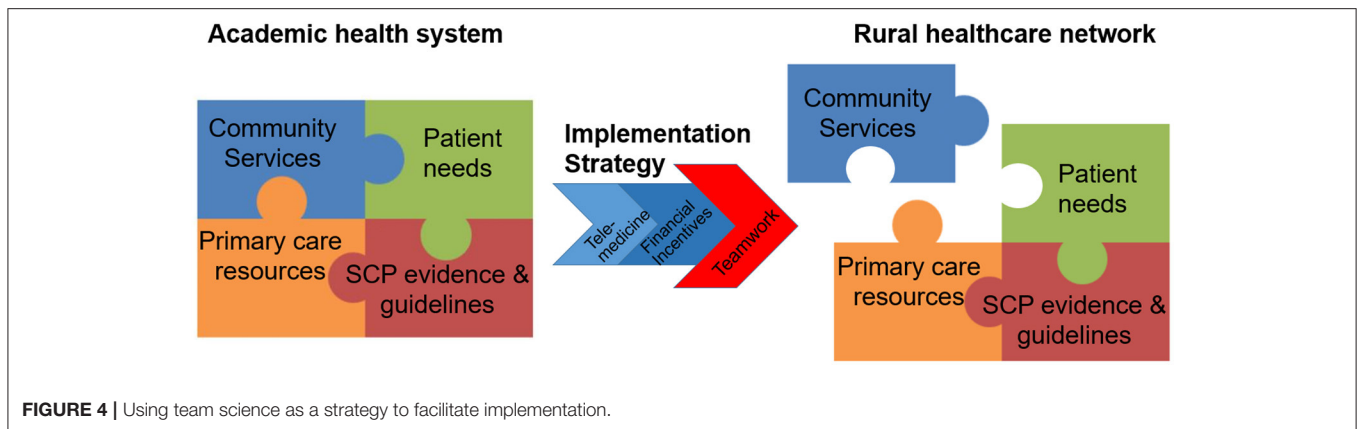 Academic health system
Community
Services
Patient
needs
Primary care
resources
SCP evidence &
guidelines
Implementation
Strategy
Tele-
medicine
Financial
Incentives
Teamwork
Rural healthcare network
Community
Services
Patient
needs
Primary care
resources
SCP evidence &
guidelines
FIGURE 4 | Using team science as a strategy to facilitate implementation.